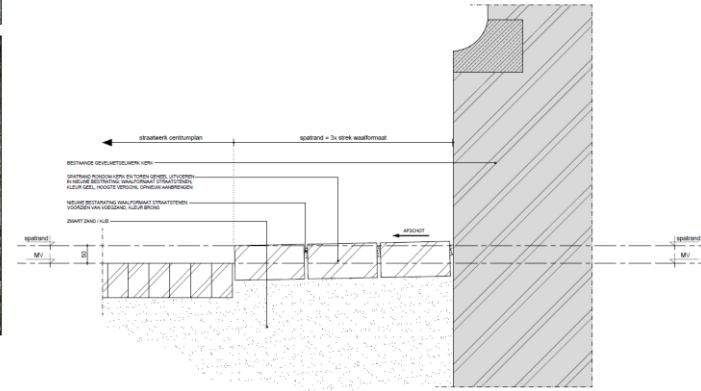 straatwerk centrumplan
spatrand = 3x strek waalformaat
BESTAANDE GEVELMETSELWERK KERK
SPATRAND RONDOM KERK EN TOREN GEHEEL UITVOEREN
IN NIEUWE BESTRATING: WAALFORMAAT STRAATSTENEN,
KLEUR GEEL, HOOGTE VERSCHIL OPNIEUW AANBRENGEN
NIEUWE BESTARATING WAALFORMAAT STRAATSTENEN
VOORZIEN VAN VOEGZAND, KLEUR BRONS
ZWART ZAND / KLEI
AFSCHOT
spatrand
MV
50
spatrand
MV